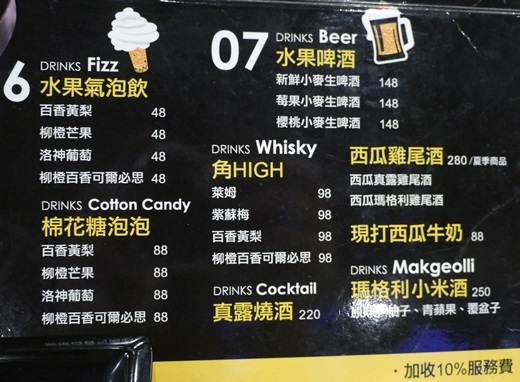 6 DRINKS Fizz
水果氣泡飲
百香黃梨 48
柳橙芒果 48
洛神葡萄 48
柳橙百香可爾必思 48
DRINKS Cotton Candy
棉花糖泡泡
百香黃梨 88
柳橙芒果 88
洛神葡萄 88
柳橙百香可爾必思 88
07 DRINKS Beer
水果啤酒
新鮮小麥生啤酒 148
莓果小麥生啤酒 148
櫻桃小麥生啤酒 148
DRINKS Whisky
角HIGH
萊姆 98
紫蘇梅 98
百香黃梨 98
柳橙百香可爾必思 98
DRINKS Cocktail
真露燒酒 220
西瓜雞尾酒 280/夏季商品
西瓜真露雞尾酒
西瓜瑪格利雞尾酒
現打西瓜牛奶 88
DRINKS Makgeolli
瑪格利小米酒 250
柚子、青蘋果、覆盆子
・加收10%服務費